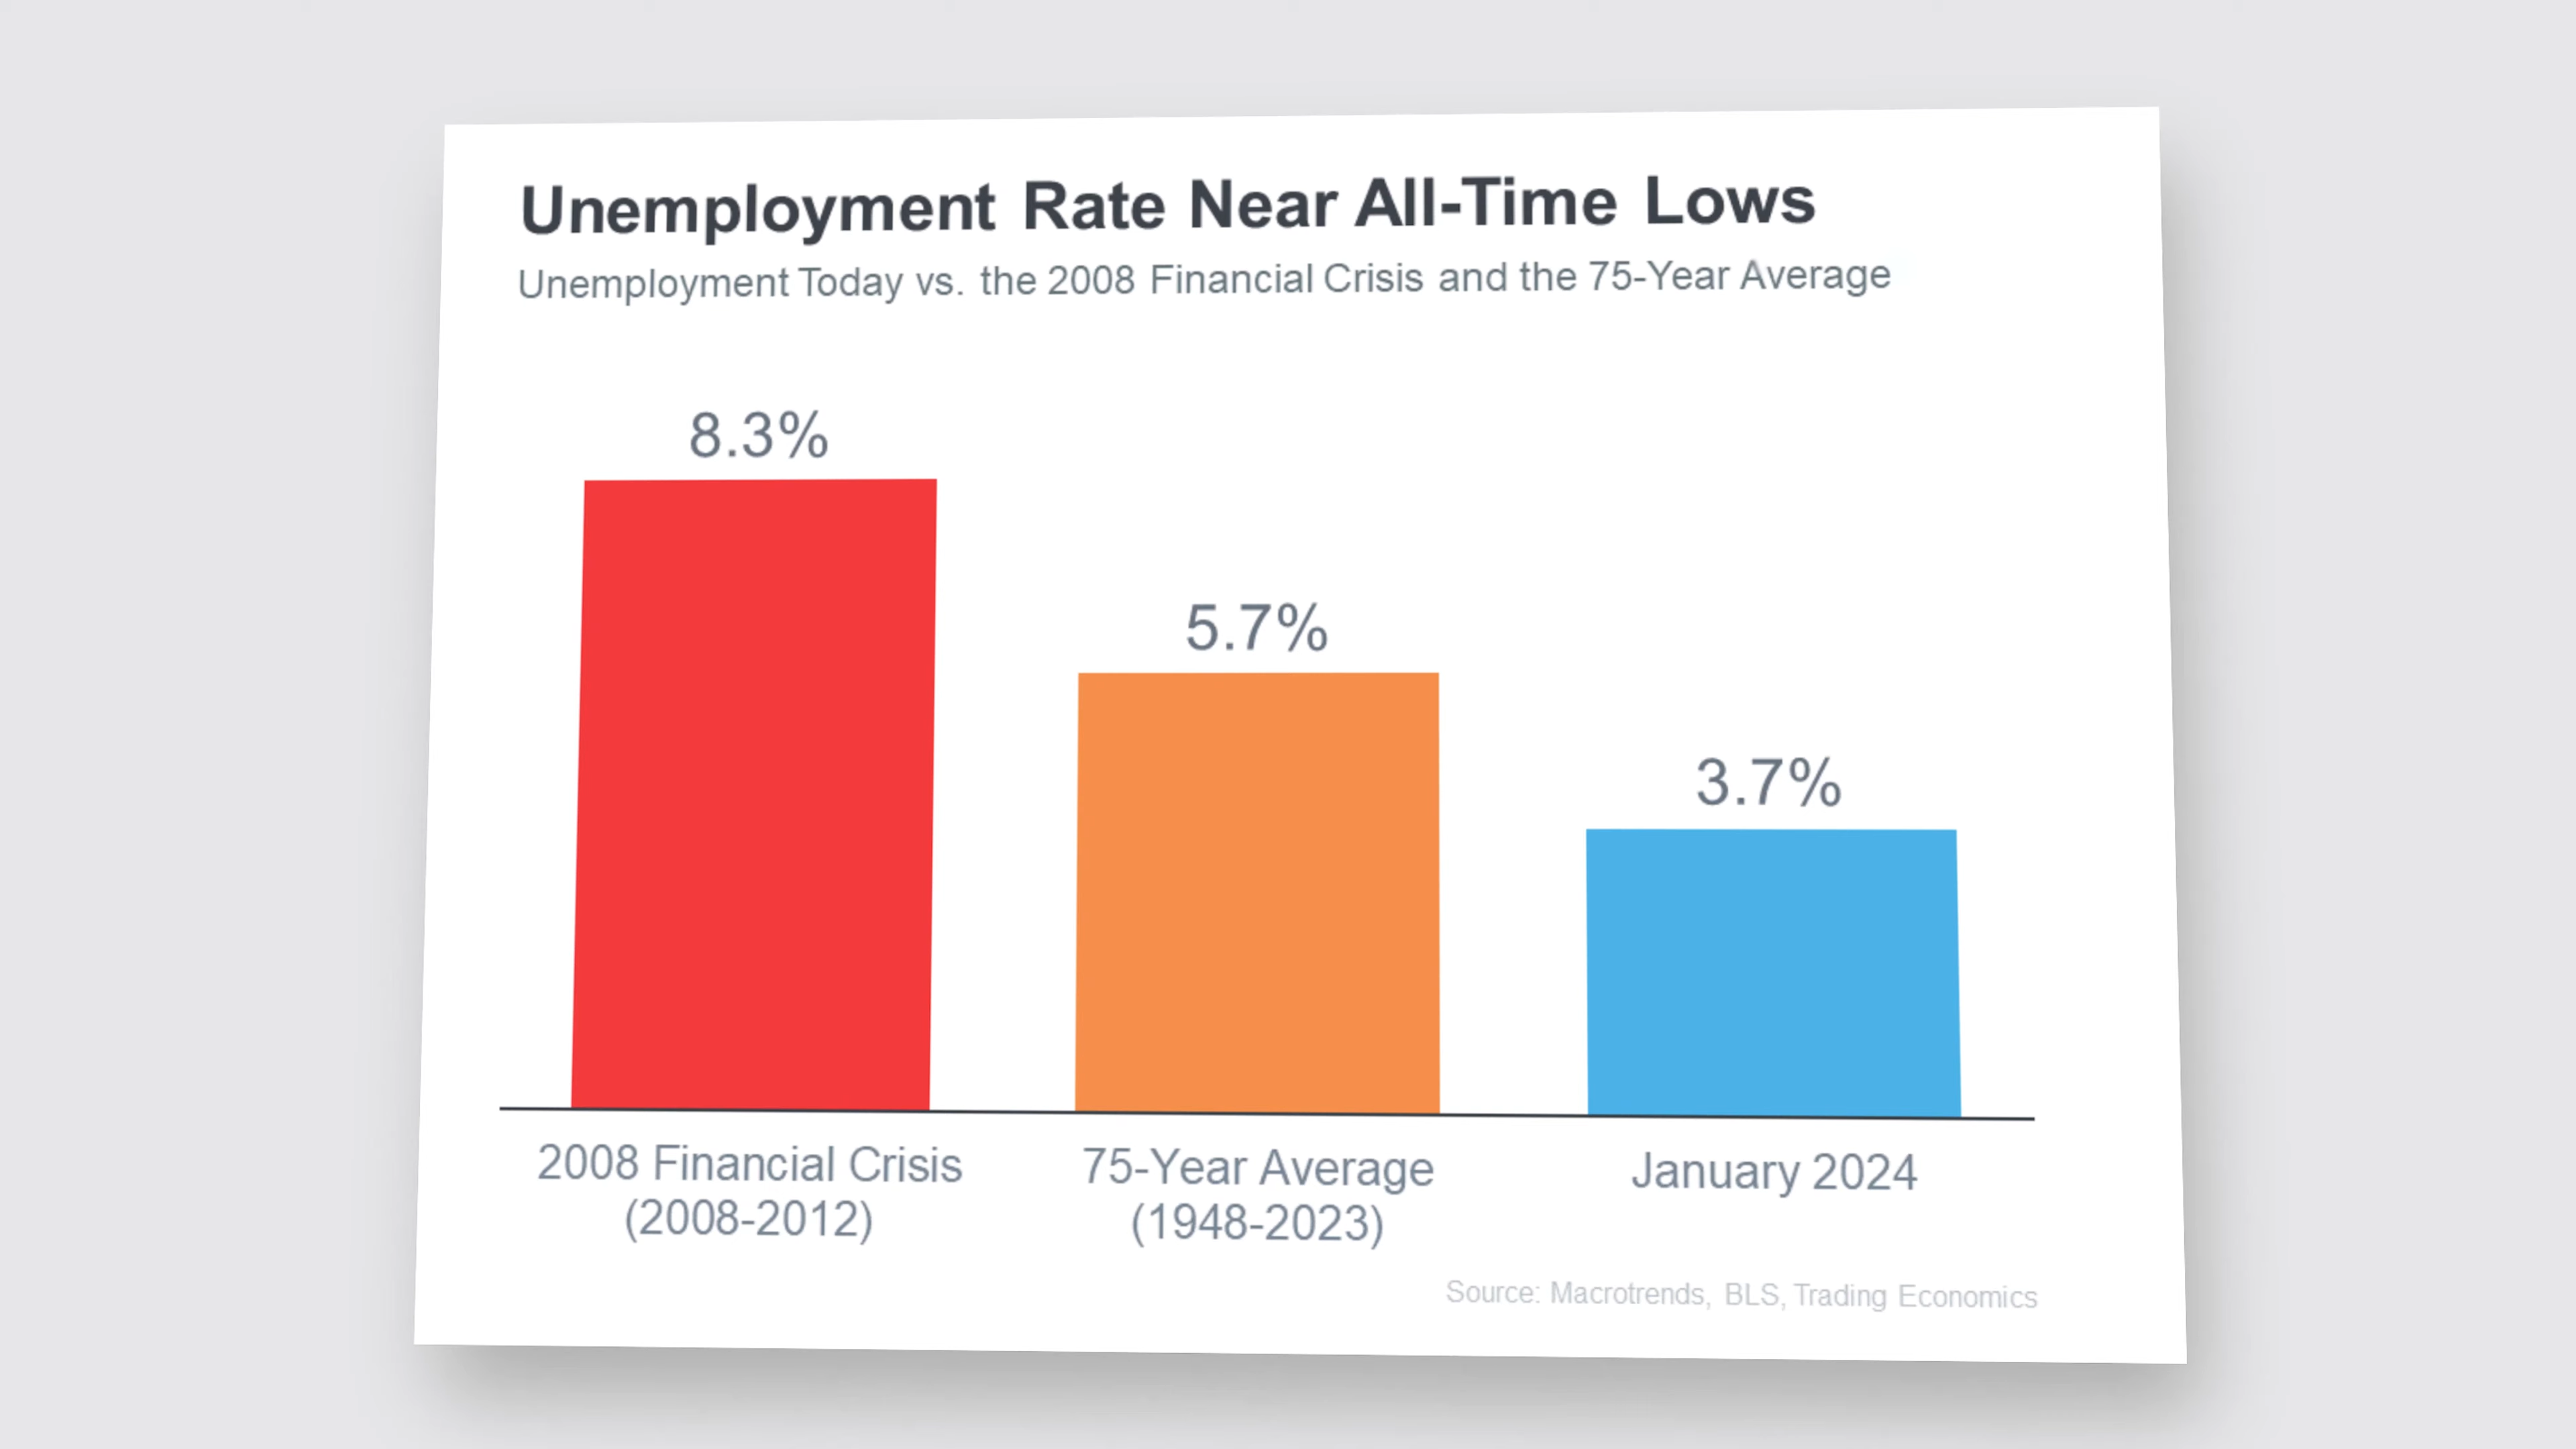 Unemployment Rate Near All-Time Lows
Unemployment Today vs. the 2008 Financial Crisis and the 75-Year Average
8.3%
5.7%
3.7%
2008 Financial Crisis
(2008-2012)
75-Year Average
(1948-2023)
January 2024
Source: Macrotrends, BLS, Trading Economics